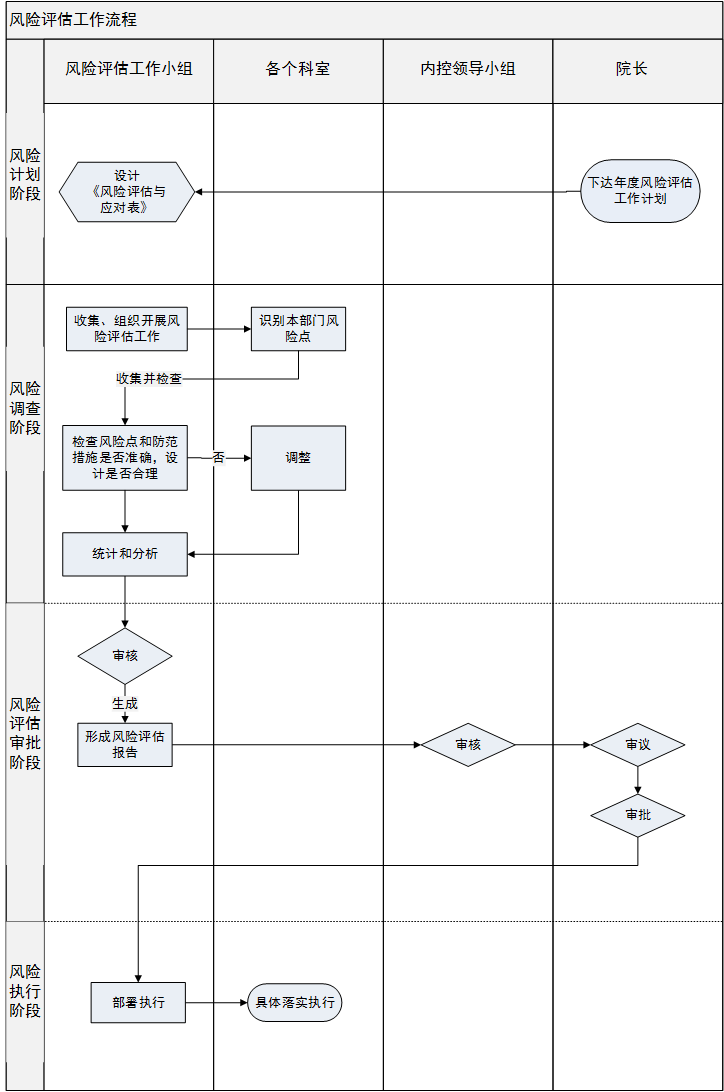 风险评估工作流程
风险评估工作小组
各个科室
内控领导小组
院长
风险
计划
阶段
设计
《风险评估与
应对表》
下达年度风险评估
工作计划
风险
调查
阶段
收集、组织开展风
险评估工作
识别本部门风
险点
收集并检查
检查风险点和防范
措施是否准确，设
计是否合理
否
调整
统计和分析
风险
评估
审批
阶段
审核
生成
形成风险评估
报告
审核
审议
审批
风险
执行
阶段
部署执行
具体落实执行